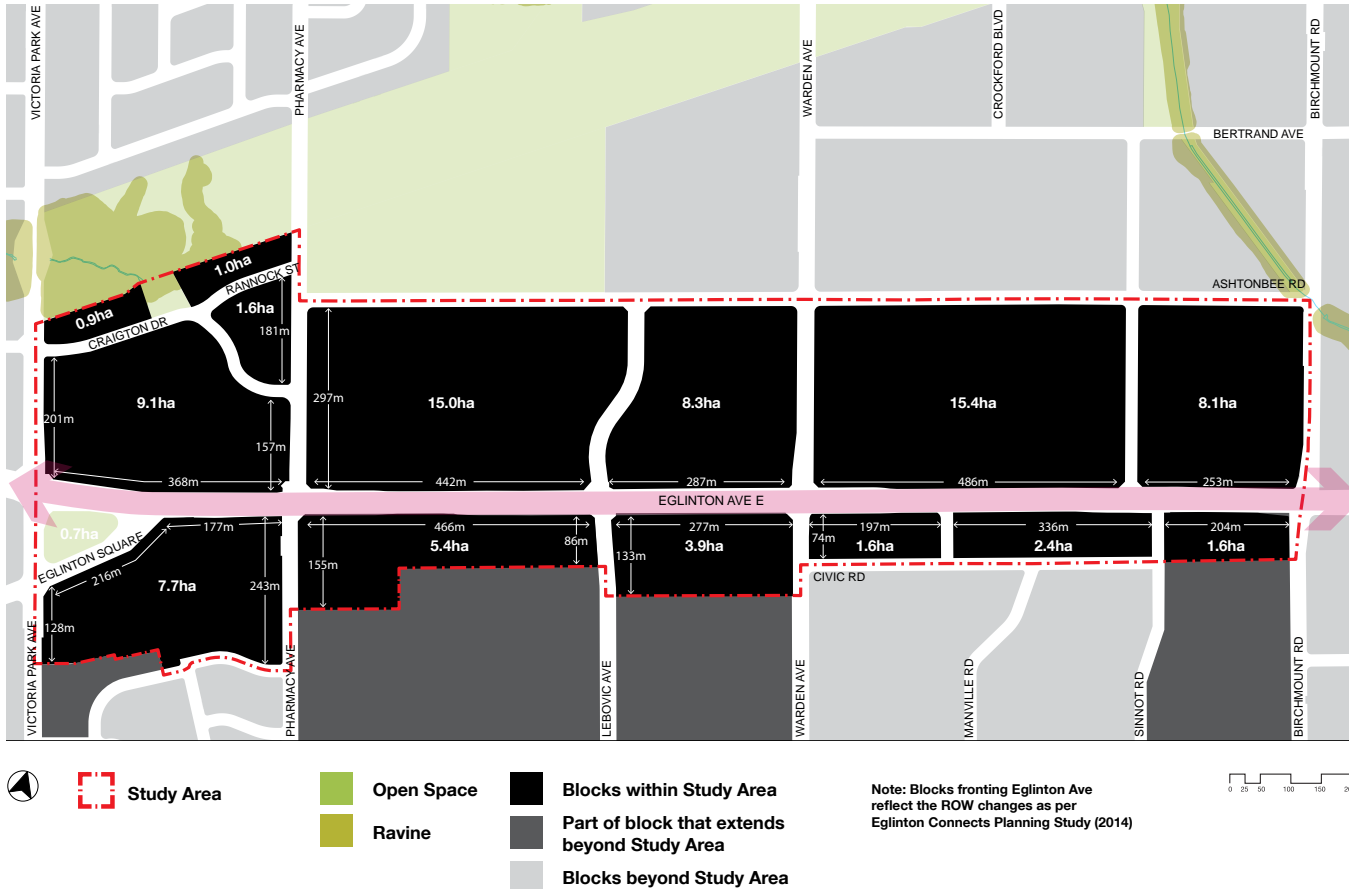 VICTORIA PARK AVE
PHARMACY AVE
WARDEN AVE
CROCKFORD BLVD
BIRCHMOUNT RD
BERTRAND AVE
ASHTONBEE RD
1.0ha
RANNOCK ST
0.9ha
CRAIGTON DR
1.6ha
181m
9.1ha
201m
157m
368m
297m
15.0ha
442m
8.3ha
287m
15.4ha
486m
8.1ha
253m
EGLINTON AVE E
0.7ha
EGLINTON SQUARE
177m
216m
7.7ha
243m
128m
466m
5.4ha
86m
155m
277m
3.9ha
133m
197m
74m
1.6ha
336m
2.4ha
204m
1.6ha
CIVIC RD
VICTORIA PARK AVE
PHARMACY AVE
LEBOVIC AVE
WARDEN AVE
MANVILLE RD
SINNOT RD
BIRCHMOUNT RD
Study Area
Open Space
Ravine
Blocks within Study Area
Part of block that extends
beyond Study Area
Blocks beyond Study Area
Note: Blocks fronting Eglinton Ave
reflect the ROW changes as per
Eglinton Connects Planning Study (2014)
0 25 50 100 150